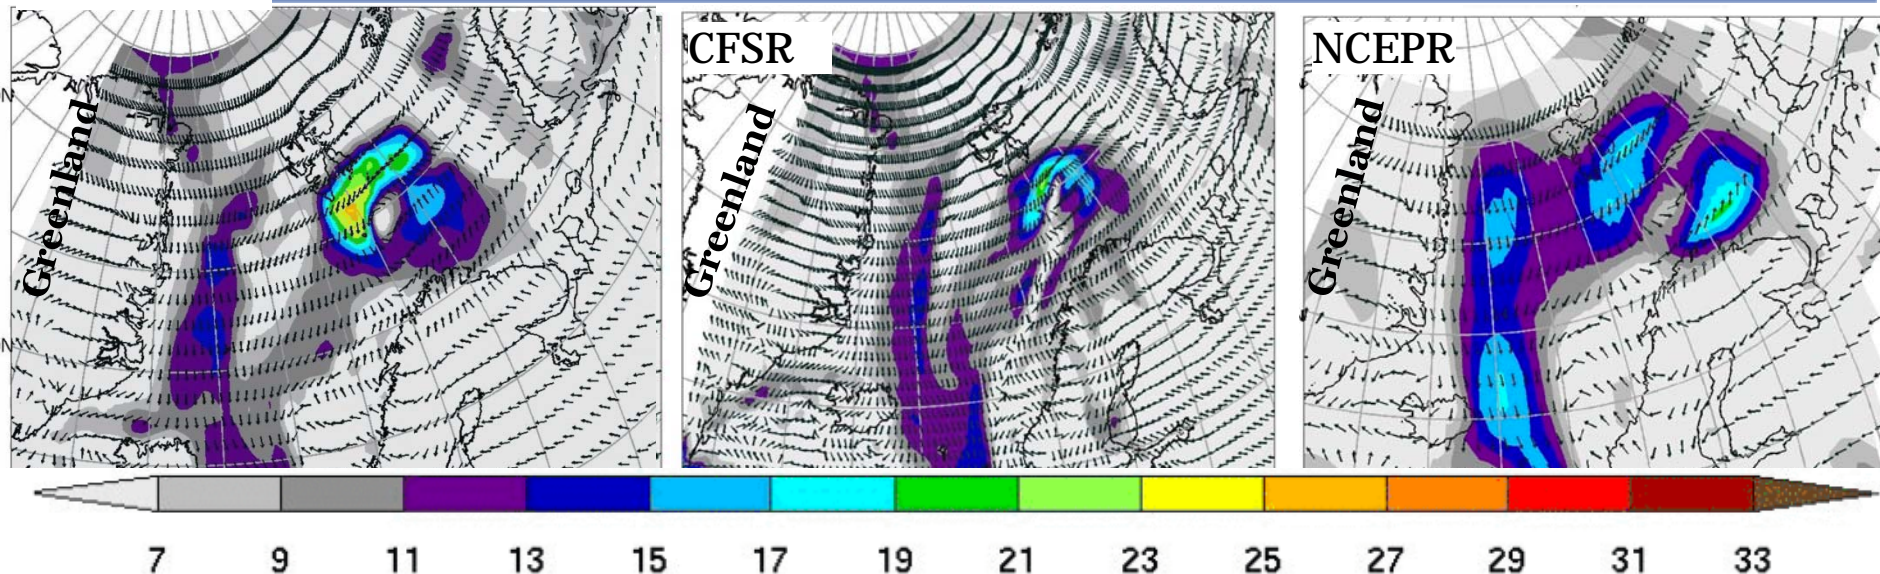 CFSR
NCEPR
Greenland
Greenland
Greenland
N
N
7 9 11 13 15 17 19 21 23 25 27 29 31 33